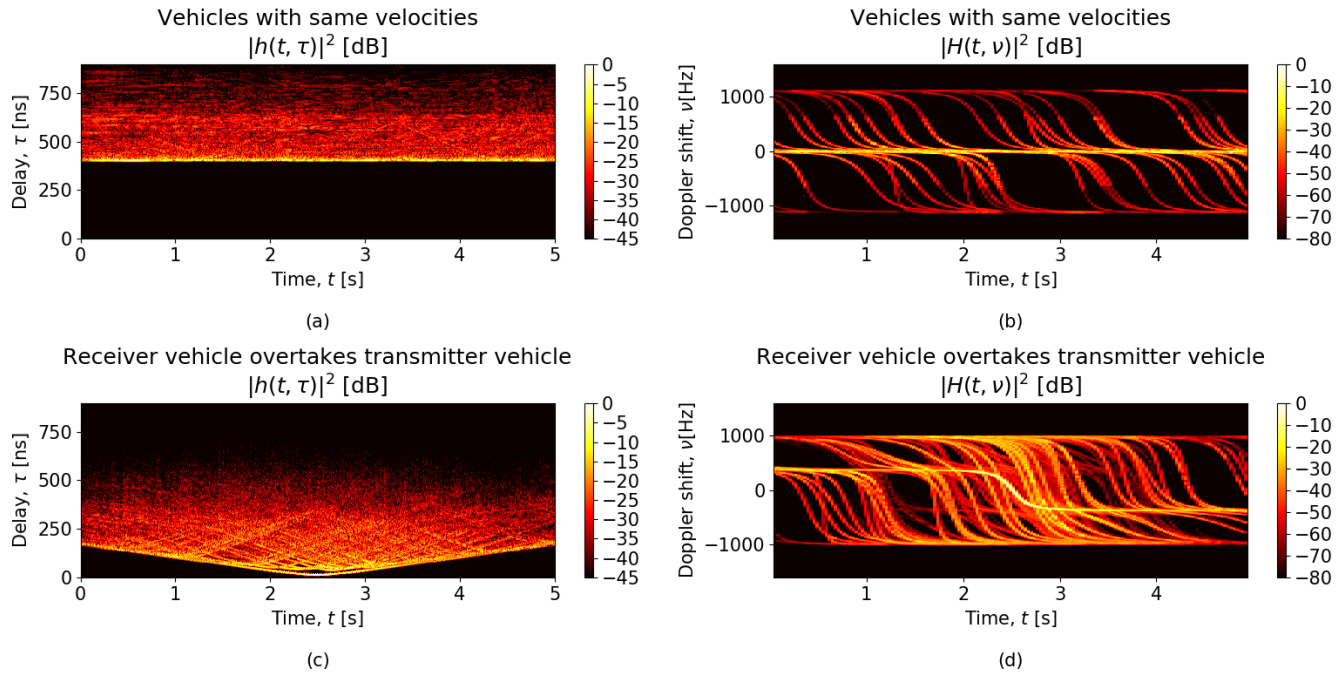 Vehicles with same velocities
|h(t, τ)|² [dB]
Delay, τ [ns]
750
500
250
0
0 1 2 3 4 5
Time, t [s]
0
−5
−10
−15
−20
−25
−30
−35
−40
−45
(a)
Vehicles with same velocities
|H(t, ν)|² [dB]
Doppler shift, ν[Hz]
1000
0
−1000
1 2 3 4
Time, t [s]
0
−10
−20
−30
−40
−50
−60
−70
−80
(b)
Receiver vehicle overtakes transmitter vehicle
|h(t, τ)|² [dB]
Delay, τ [ns]
750
500
250
0
0 1 2 3 4 5
Time, t [s]
0
−5
−10
−15
−20
−25
−30
−35
−40
−45
(c)
Receiver vehicle overtakes transmitter vehicle
|H(t, ν)|² [dB]
Doppler shift, ν[Hz]
1000
0
−1000
1 2 3 4
Time, t [s]
0
−10
−20
−30
−40
−50
−60
−70
−80
(d)